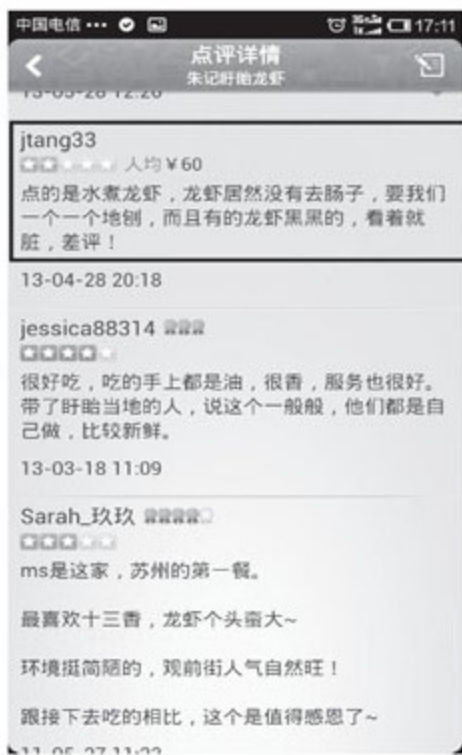 中国电信 ••• 17:11
点评详情
朱记盱眙龙虾
13-05-28 12:20
jtang33
人均¥60
点的是水煮龙虾，龙虾居然没有去肠子，要我们
一个一个地刨，而且有的龙虾黑黑的，看着就
脏，差评！
13-04-28 20:18
jessica88314
很好吃，吃的手上都是油，很香，服务也很好。
带了盱眙当地的人，说这个一般般，他们都是自
己做，比较新鲜。
13-03-18 11:09
Sarah_玖玖
ms是这家，苏州的第一餐。
最喜欢十三香，龙虾个头蛮大~
环境挺简陋的，观前街人气自然旺！
跟接下去吃的相比，这个是值得感恩了~